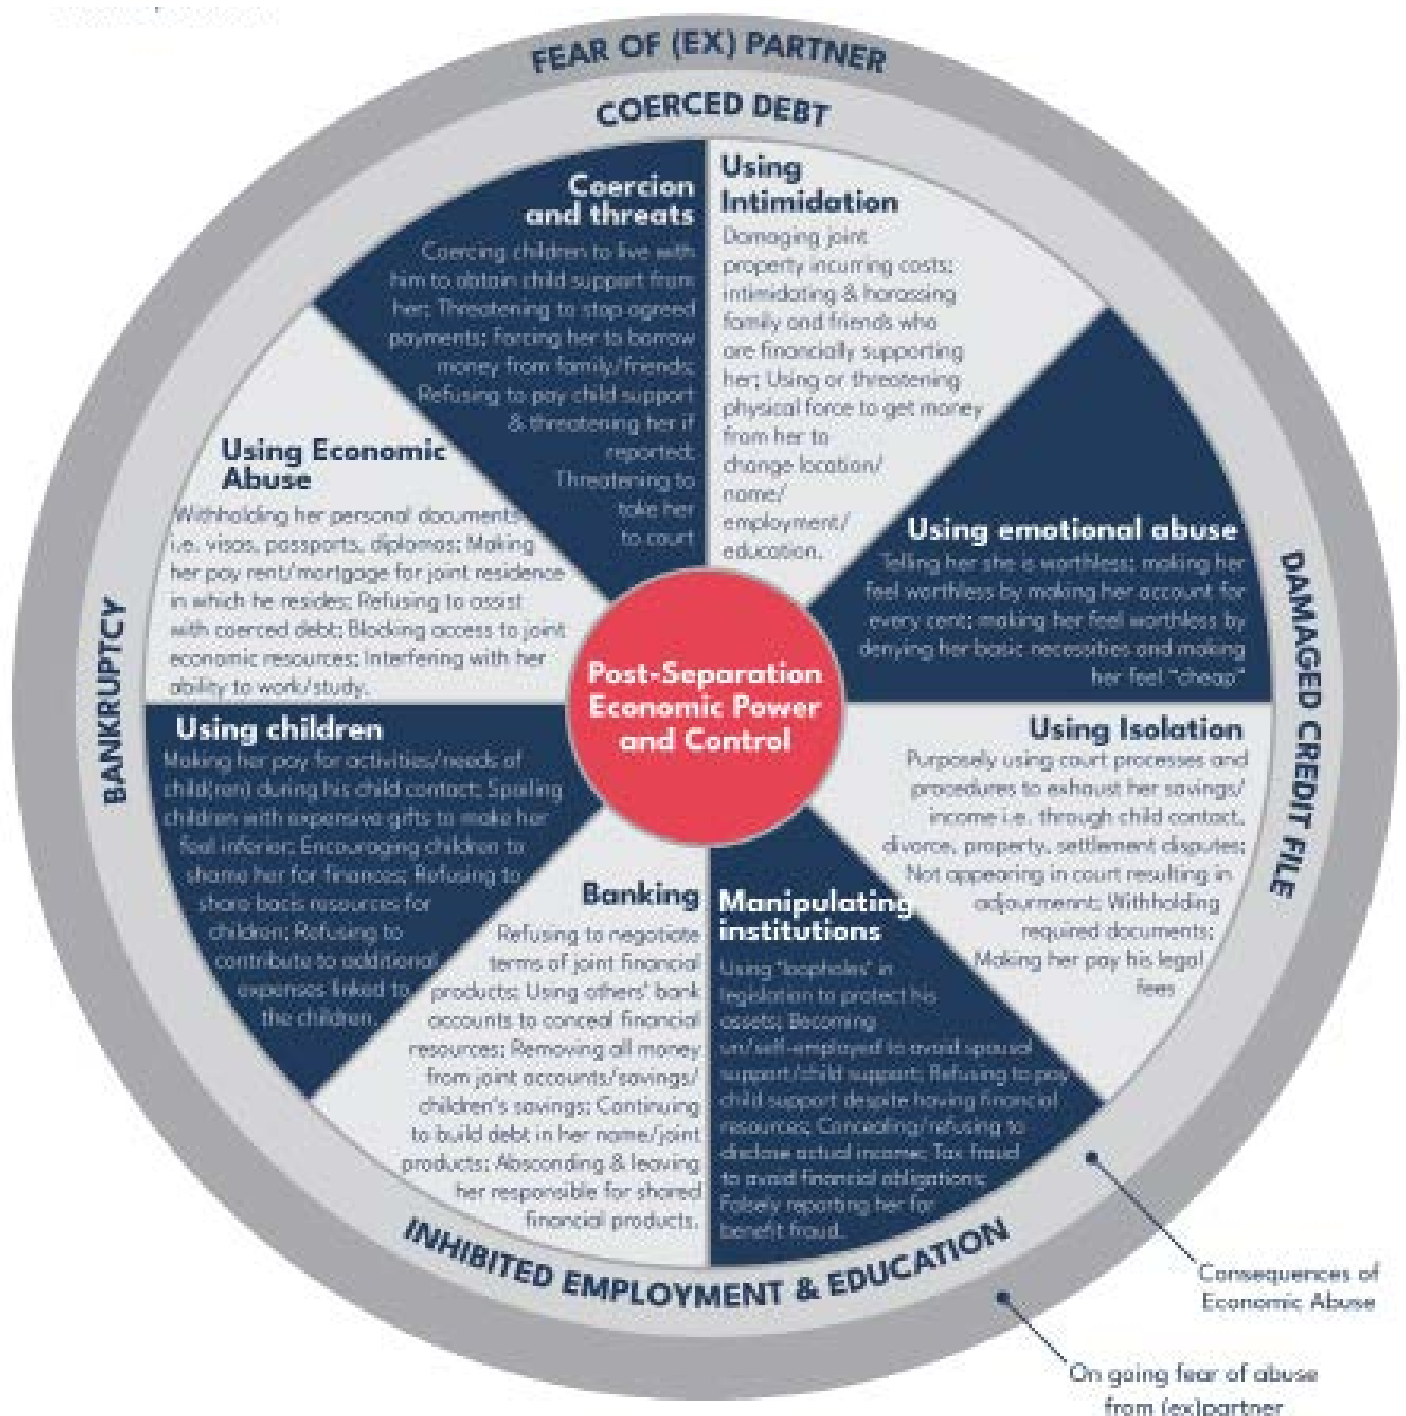 FEAR OF (EX) PARTNER
COERCED DEBT
Coercion
and threats
Coercing children to live with
him to obtain child support from
her; Threatening to stop agreed
payments; Forcing her to borrow
money from family/friends;
Refusing to pay child support
& threatening her if
reported;
Threatening to
take her
to court
Using
Intimidation
Damaging joint
property incurring costs;
intimidating & harassing
family and friends who
are financially supporting
her; Using or threatening
physical force to get money
from her to
change location/
name/
employment/
education.
Using emotional abuse
Telling her she is worthless; making her
feel worthless by making her account for
every cent; making her feel worthless by
denying her basic necessities and making
her feel "cheap"
DAMAGED CREDIT FILE
Using Isolation
Purposely using court processes and
procedures to exhaust her savings/
income i.e. through child contact,
divorce, property, settlement disputes;
Not appearing in court resulting in
adjourmennt; Withholding
required documents;
Making her pay his legal
fees
Manipulating
institutions
Using "loopholes" in
legislation to protect his
assets; Becoming
un/self-employed to avoid spousal
support/child support; Refusing to pay
child support despite having financial
resources; Concealing/refusing to
disclose actual income; Tax fraud
to avoid financial obligations;
Falsely reporting her for
benefit fraud.
INHIBITED EMPLOYMENT & EDUCATION
Banking
Refusing to negotiate
terms of joint financial
products; Using others' bank
accounts to conceal financial
resources; Removing all money
from joint accounts/savings/
children's savings; Continuing
to build debt in her name/joint
products; Absconding & leaving
her responsible for shared
financial products.
Using children
Making her pay for activities/needs of
child(ren) during his child contact; Spoiling
children with expensive gifts to make her
feel inferior; Encouraging children to
shame her for finances; Refusing to
share basis resources for
children; Refusing to
contribute to additional
expenses linked to
the children.
BANKRUPTCY
Using Economic
Abuse
Withholding her personal documents
i.e. visas, passports, diplomas; Making
her pay rent/mortgage for joint residence
in which he resides; Refusing to assist
with coerced debt; Blocking access to joint
economic resources; Interfering with her
ability to work/study.
Post-Separation
Economic Power
and Control
Consequences of
Economic Abuse
On going fear of abuse
from (ex)partner